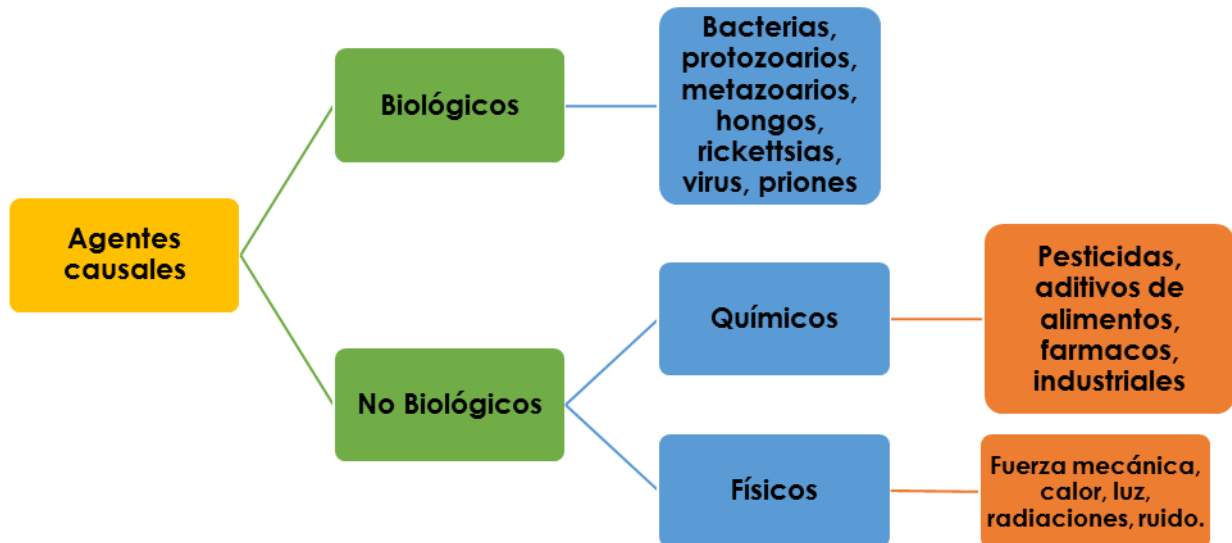 Agentes
causales
Biológicos
Bacterias,
protozoarios,
metazoarios,
hongos,
rickettsias,
virus, priones
No Biológicos
Químicos
Pesticidas,
aditivos de
alimentos,
farmacos,
industriales
Físicos
Fuerza mecánica,
calor, luz,
radiaciones, ruido.